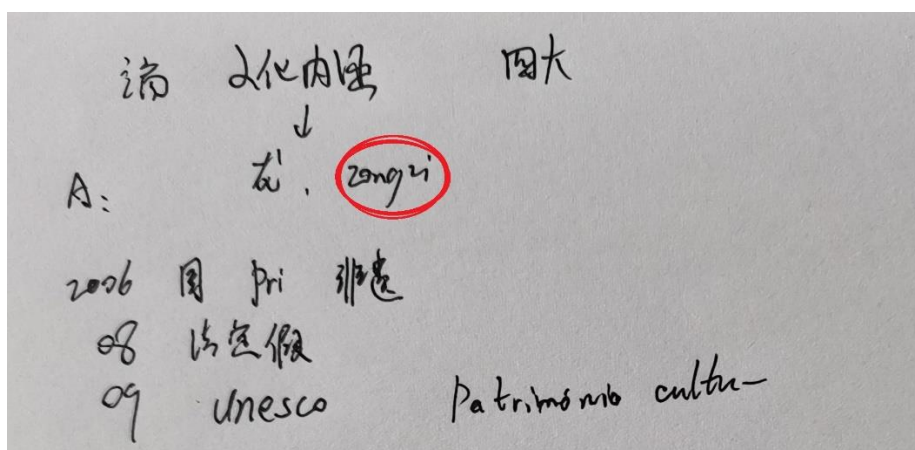 端 文化内涵 四大
↓
龙', zongzi
A:
2006 国 pri 非遗
08 法定假
09 Unesco Património cultu-